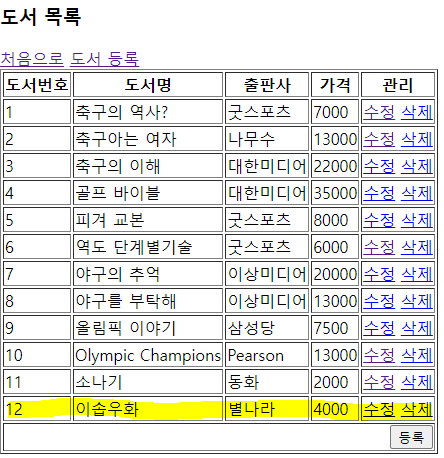 도서 목록
처음으로 도서 등록
도서번호 도서명 출판사 가격 관리
1 축구의 역사? 굿스포츠 7000 수정 삭제
2 축구아는 여자 나무수 13000 수정 삭제
3 축구의 이해 대한미디어 22000 수정 삭제
4 골프 바이블 대한미디어 35000 수정 삭제
5 피겨 교본 굿스포츠 8000 수정 삭제
6 역도 단계별기술 굿스포츠 6000 수정 삭제
7 야구의 추억 이상미디어 20000 수정 삭제
8 야구를 부탁해 이상미디어 13000 수정 삭제
9 올림픽 이야기 삼성당 7500 수정 삭제
10 Olympic Champions Pearson 13000 수정 삭제
11 소나기 동화 2000 수정 삭제
12 이솝우화 별나라 4000 수정 삭제
등록